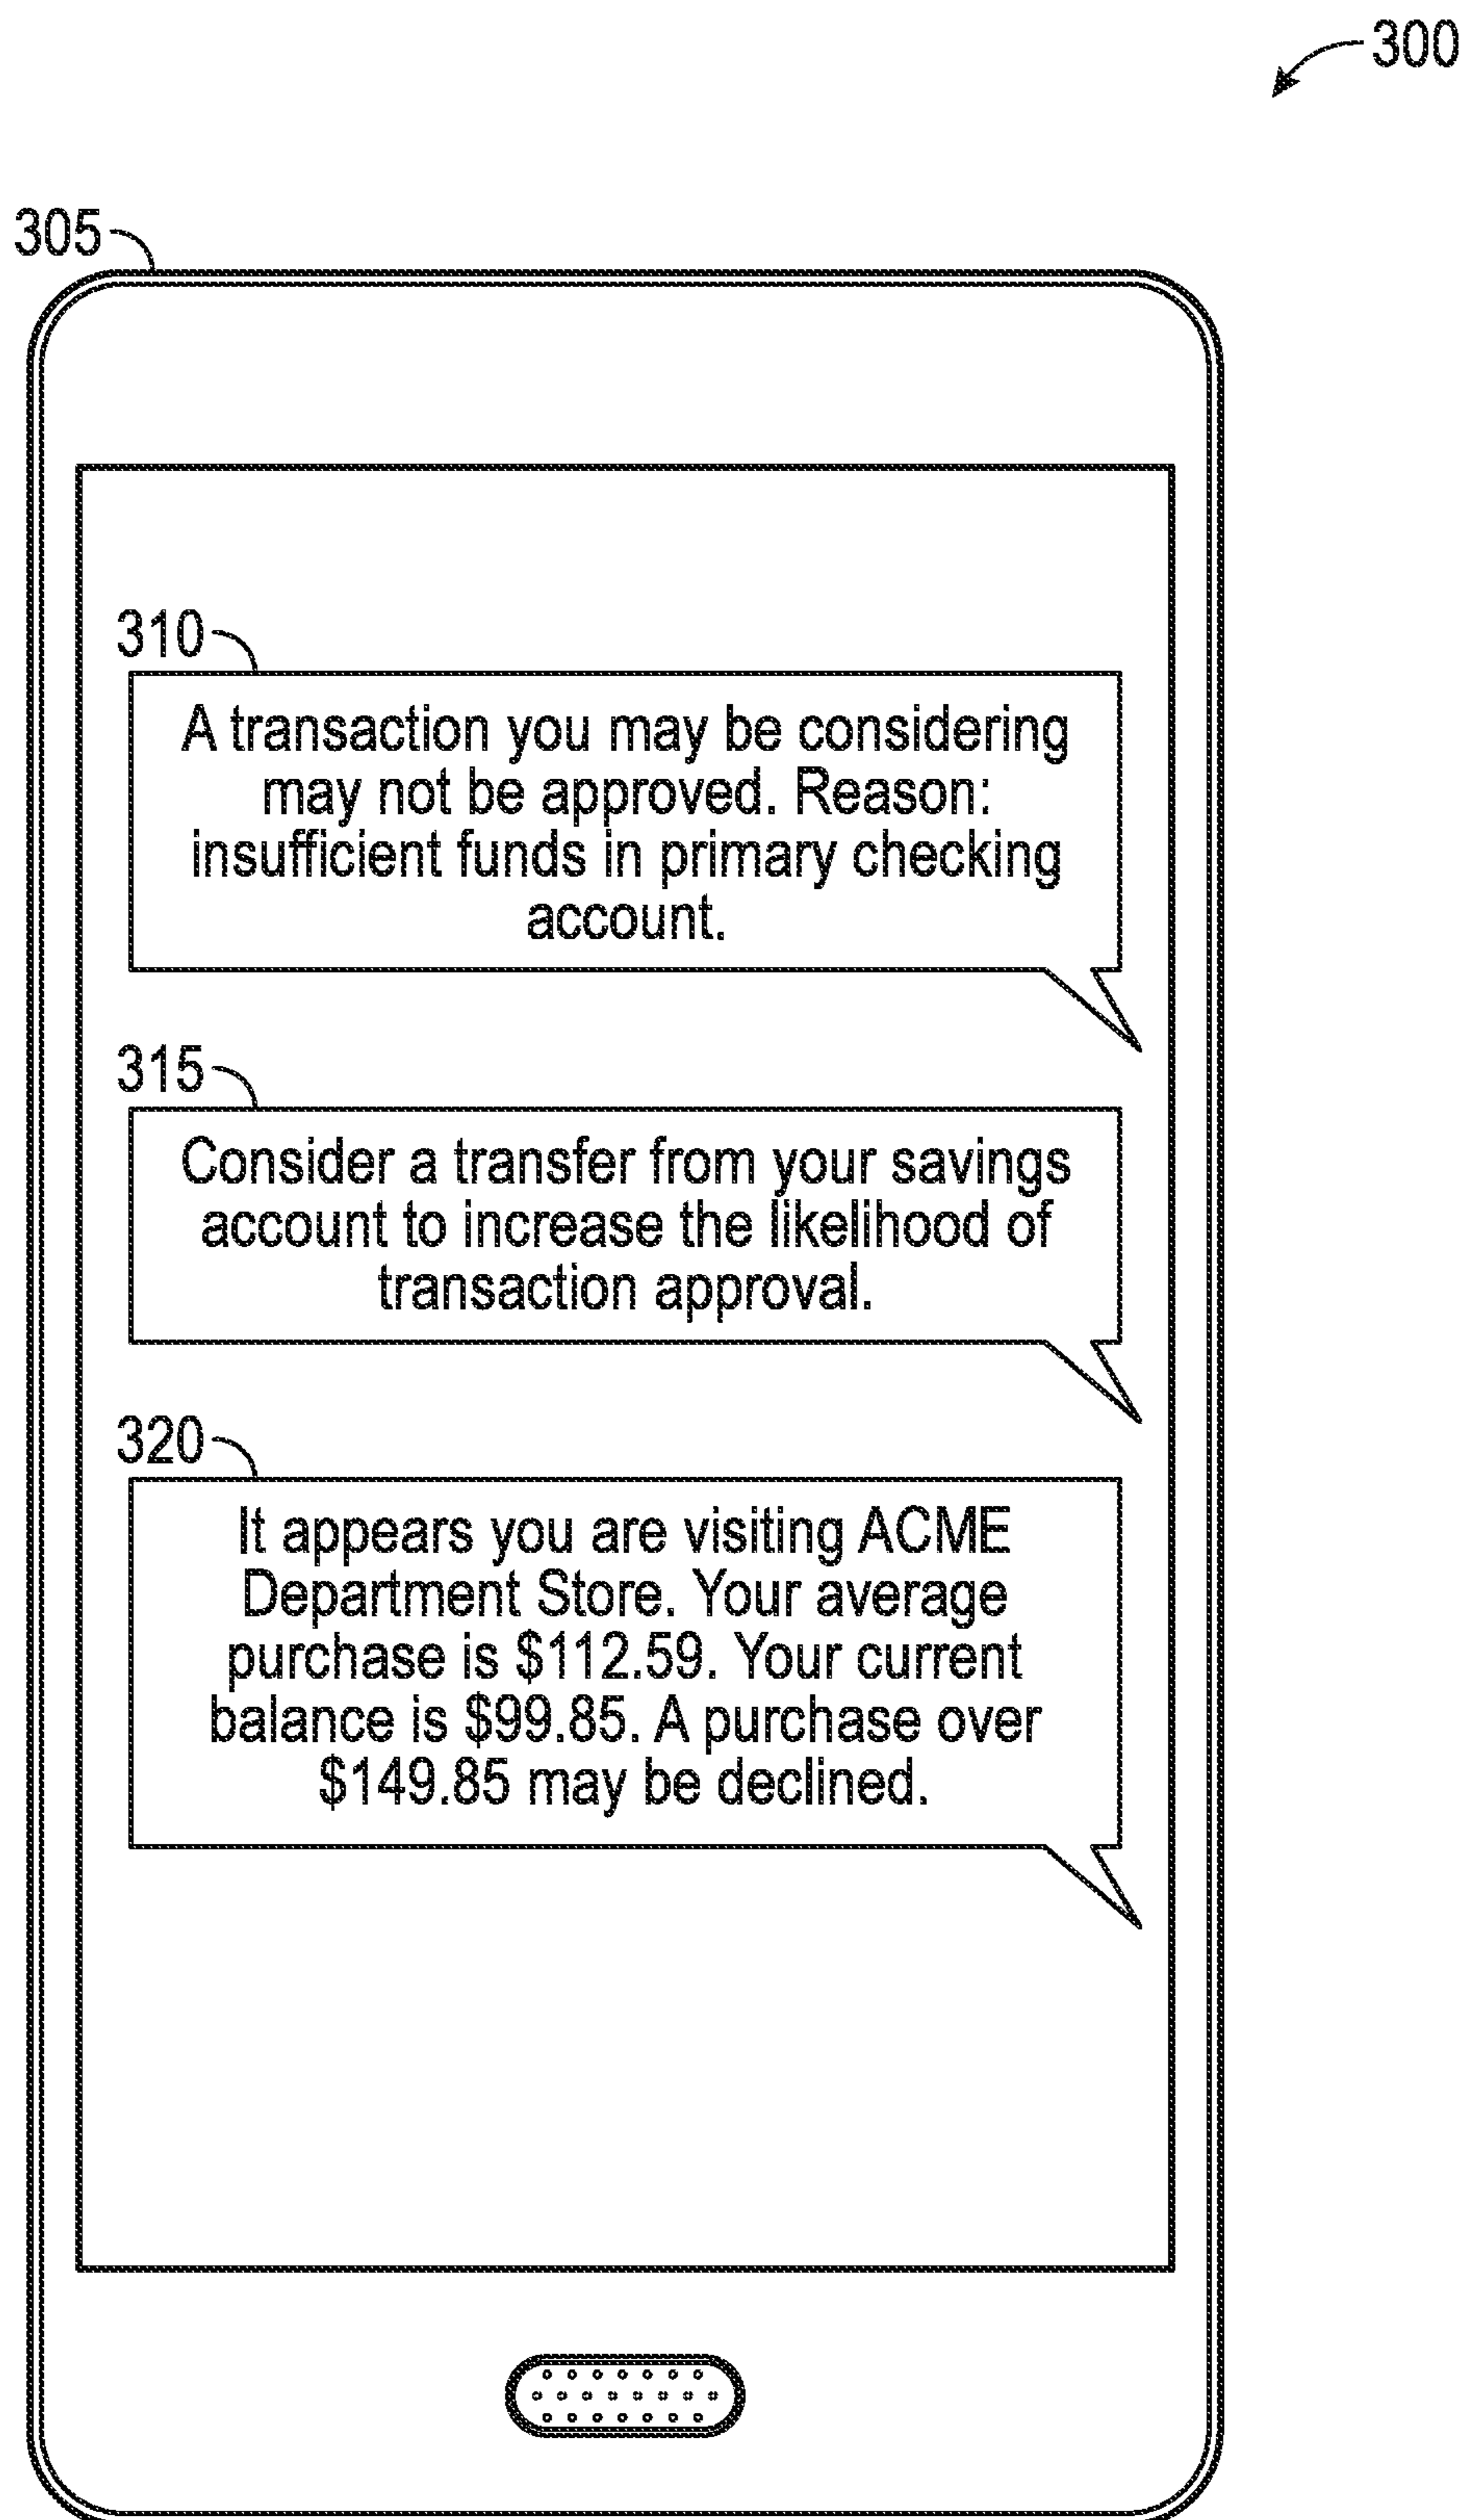 300
305
310
A transaction you may be considering
may not be approved. Reason:
insufficient funds in primary checking
account.
315
Consider a transfer from your savings
account to increase the likelihood of
transaction approval.
320
It appears you are visiting ACME
Department Store. Your average
purchase is $112.59. Your current
balance is $99.85. A purchase over
$149.85 may be declined.